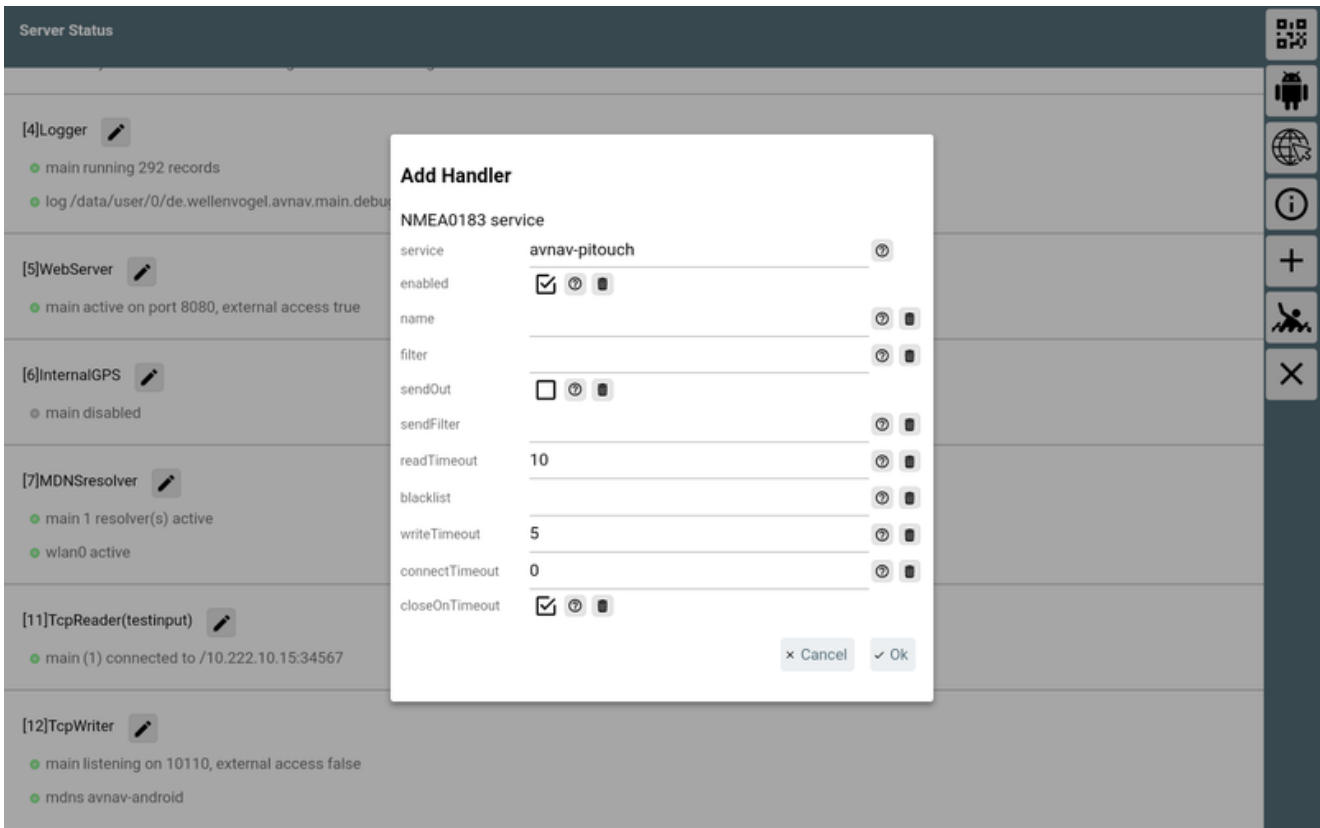 Server Status
[4]Logger
main running 292 records
log /data/user/0/de.wellenvogel.avnav.main.debug
[5]WebServer
main active on port 8080, external access true
[6]InternalGPS
main disabled
[7]MDNSresolver
main 1 resolver(s) active
wlan0 active
[11]TcpReader(testinput)
main (1) connected to /10.222.10.15:34567
[12]TcpWriter
main listening on 10110, external access false
mdns avnav-android
Add Handler
NMEA0183 service
service avnav-pitouch
enabled
name
filter
sendOut
sendFilter
readTimeout 10
blacklist
writeTimeout 5
connectTimeout 0
closeOnTimeout
× Cancel ✓ Ok